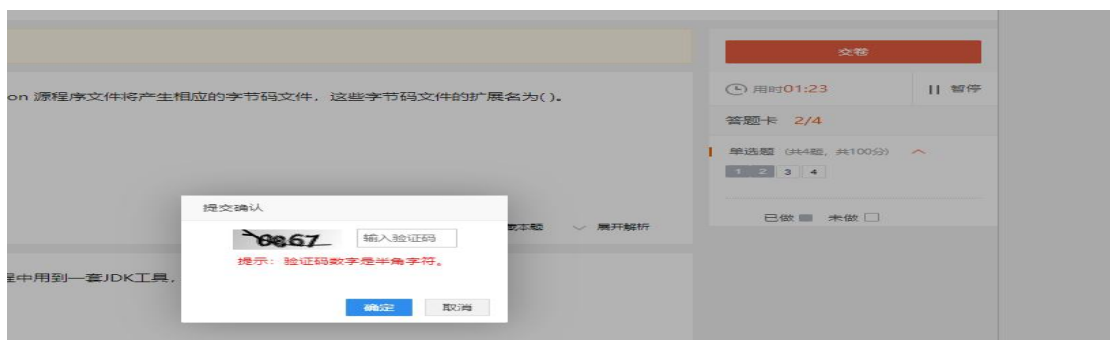 交卷
on 源程序文件将产生相应的字节码文件，这些字节码文件的扩展名为()。
用时01:23
暂停
答题卡 2/4
单选题 (共4题，共100分)
1 2 3 4
提交确认
已做 未做
本题 展开解析
输入验证码
提示：验证码数字是半角字符。
程中用到一套JDK工具，
确定 取消